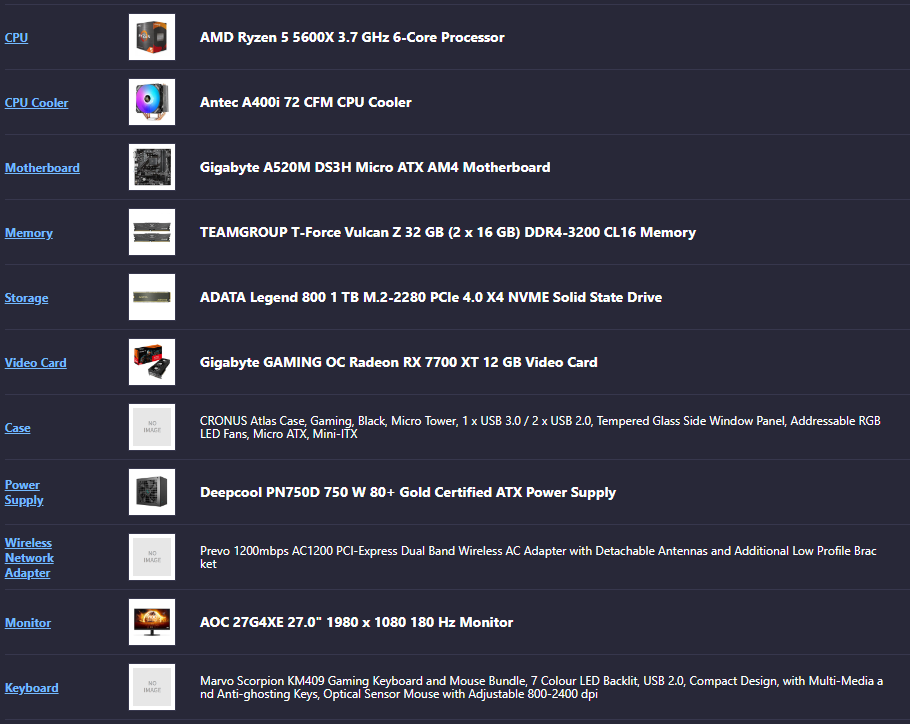 CPU
AMD Ryzen 5 5600X 3.7 GHz 6-Core Processor
CPU Cooler
Antec A400i 72 CFM CPU Cooler
Motherboard
Gigabyte A520M DS3H Micro ATX AM4 Motherboard
Memory
TEAMGROUP T-Force Vulcan Z 32 GB (2 x 16 GB) DDR4-3200 CL16 Memory
Storage
ADATA Legend 800 1 TB M.2-2280 PCIe 4.0 X4 NVME Solid State Drive
Video Card
Gigabyte GAMING OC Radeon RX 7700 XT 12 GB Video Card
Case
NO
IMAGE
CRONUS Atlas Case, Gaming, Black, Micro Tower, 1 x USB 3.0 / 2 x USB 2.0, Tempered Glass Side Window Panel, Addressable RGB
LED Fans, Micro ATX, Mini-ITX
Power
Supply
Deepcool PN750D 750 W 80+ Gold Certified ATX Power Supply
Wireless
Network
Adapter
NO
IMAGE
Prevo 1200mbps AC1200 PCI-Express Dual Band Wireless AC Adapter with Detachable Antennas and Additional Low Profile Brac
ket
Monitor
AOC 27G4XE 27.0" 1980 x 1080 180 Hz Monitor
Keyboard
NO
IMAGE
Marvo Scorpion KM409 Gaming Keyboard and Mouse Bundle, 7 Colour LED Backlit, USB 2.0, Compact Design, with Multi-Media a
nd Anti-ghosting Keys, Optical Sensor Mouse with Adjustable 800-2400 dpi